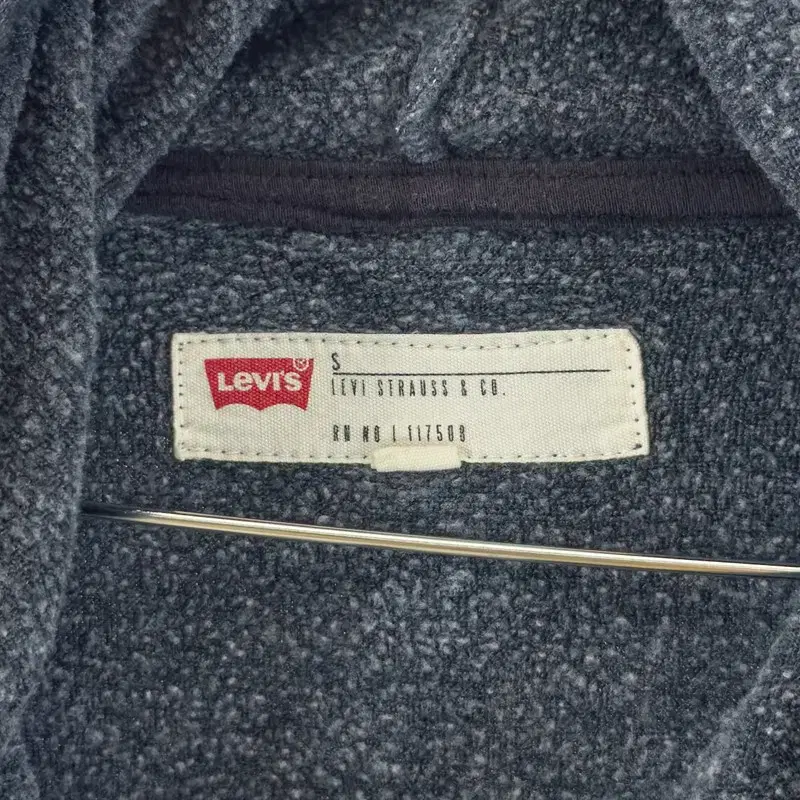 LEVI'S®
S
LEVI STRAUSS & CO.
RN NO | 117508